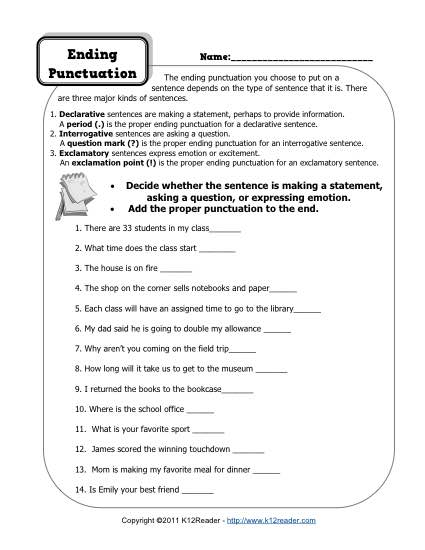 Ending
Punctuation
Name:___________________________
The ending punctuation you choose to put on a
sentence depends on the type of sentence that it is. There
are three major kinds of sentences.
1. Declarative sentences are making a statement, perhaps to provide information.
A period (.) is the proper ending punctuation for a declarative sentence.
2. Interrogative sentences are asking a question.
A question mark (?) is the proper ending punctuation for an interrogative sentence.
3. Exclamatory sentences express emotion or excitement.
An exclamation point (!) is the proper ending punctuation for an exclamatory sentence.
• Decide whether the sentence is making a statement,
asking a question, or expressing emotion.
• Add the proper punctuation to the end.
1. There are 33 students in my class_______
2. What time does the class start ________
3. The house is on fire _______
4. The shop on the corner sells notebooks and paper______
5. Each class will have an assigned time to go to the library______
6. My dad said he is going to double my allowance ______
7. Why aren't you coming on the field trip______
8. How long will it take us to get to the museum _______
9. I returned the books to the bookcase_______
10. Where is the school office ______
11. What is your favorite sport _______
12. James scored the winning touchdown _______
13. Mom is making my favorite meal for dinner ______
14. Is Emily your best friend _______
Copyright ©2011 K12Reader - http://www.k12reader.com